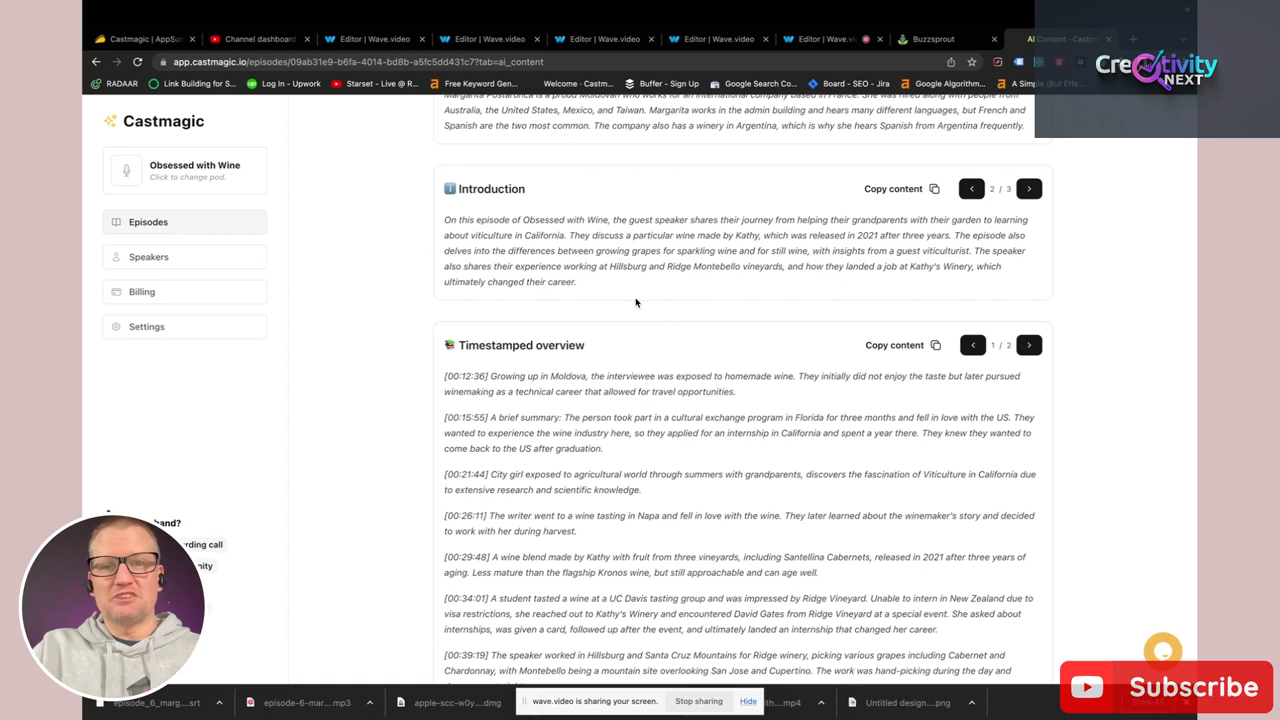 Castmagic | AppSu
Channel dashboard
Editor | Wave.video
Editor | Wave.video
Editor | Wave.video
Editor | Wave.video
Editor | Wave.vi
Buzzsprout
AI Content - Castm
app.castmagic.io/episodes/09ab31e9-b6fa-4014-bd8b-a5fc5dd431c7?tab=ai_content
RADAAR
Link Building for S...
Log In - Upwork
Starset - Live @ R...
Free Keyword Gen...
Welcome - Castm...
Buffer - Sign Up
Google Search Co...
Board - SEO - Jira
Google Algorithm...
A Simple (But Effe...
Cre@tivity
NEXT
Castmagic
Obsessed with Wine
Click to change pod.
Episodes
Speakers
Billing
Settings
Australia, the United States, Mexico, and Taiwan. Margarita works in the admin building and hears many different languages, but French and
Spanish are the two most common. The company also has a winery in Argentina, which is why she hears Spanish from Argentina frequently.
Introduction
Copy content
2 / 3
On this episode of Obsessed with Wine, the guest speaker shares their journey from helping their grandparents with their garden to learning
about viticulture in California. They discuss a particular wine made by Kathy, which was released in 2021 after three years. The episode also
delves into the differences between growing grapes for sparkling wine and for still wine, with insights from a guest viticulturist. The speaker
also shares their experience working at Hillsburg and Ridge Montebello vineyards, and how they landed a job at Kathy's Winery, which
ultimately changed their career.
Timestamped overview
Copy content
1 / 2
[00:12:36] Growing up in Moldova, the interviewee was exposed to homemade wine. They initially did not enjoy the taste but later pursued
winemaking as a technical career that allowed for travel opportunities.
[00:15:55] A brief summary: The person took part in a cultural exchange program in Florida for three months and fell in love with the US. They
wanted to experience the wine industry here, so they applied for an internship in California and spent a year there. They knew they wanted to
come back to the US after graduation.
[00:21:44] City girl exposed to agricultural world through summers with grandparents, discovers the fascination of Viticulture in California due
to extensive research and scientific knowledge.
[00:26:11] The writer went to a wine tasting in Napa and fell in love with the wine. They later learned about the winemaker's story and decided
to work with her during harvest.
[00:29:48] A wine blend made by Kathy with fruit from three vineyards, including Santellina Cabernets, released in 2021 after three years of
aging. Less mature than the flagship Kronos wine, but still approachable and can age well.
[00:34:01] A student tasted a wine at a UC Davis tasting group and was impressed by Ridge Vineyard. Unable to intern in New Zealand due to
visa restrictions, she reached out to Kathy's Winery and encountered David Gates from Ridge Vineyard at a special event. She asked about
internships, was given a card, followed up after the event, and ultimately landed an internship that changed her career.
[00:39:19] The speaker worked in Hillsburg and Santa Cruz Mountains for Ridge winery, picking various grapes including Cabernet and
Chardonnay, with Montebello being a mountain site overlooking San Jose and Cupertino. The work was hand-picking during the day and
hand?
arding call
nity
episode_6_marg....srt
episode-6-mar....mp3
apple-scc-w0y....dmg
wave.video is sharing your screen.
Stop sharing
Hide
ith....mp4
Untitled design....png
Subscribe